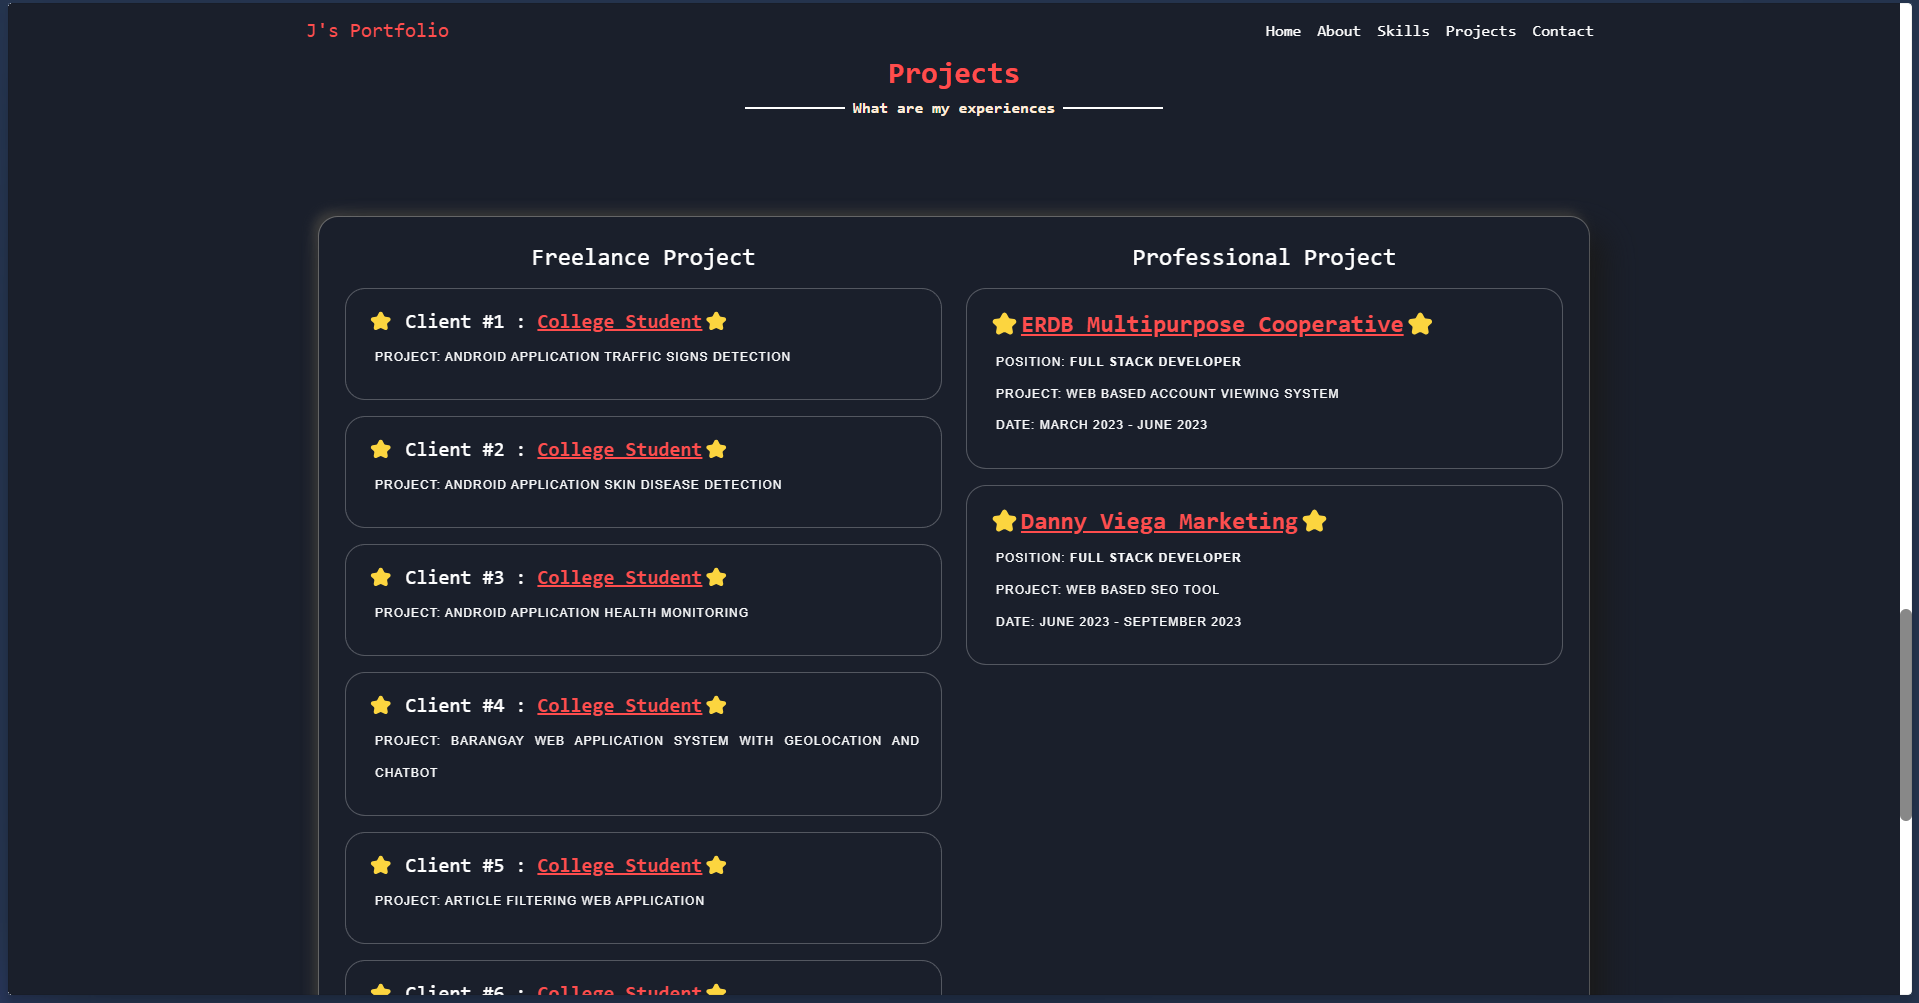 J's Portfolio
Home About Skills Projects Contact
Projects
What are my experiences
Freelance Project
Client #1 : College Student
PROJECT: ANDROID APPLICATION TRAFFIC SIGNS DETECTION
Client #2 : College Student
PROJECT: ANDROID APPLICATION SKIN DISEASE DETECTION
Client #3 : College Student
PROJECT: ANDROID APPLICATION HEALTH MONITORING
Client #4 : College Student
PROJECT: BARANGAY WEB APPLICATION SYSTEM WITH GEOLOCATION AND
CHATBOT
Client #5 : College Student
PROJECT: ARTICLE FILTERING WEB APPLICATION
Client #6 : College Student
Professional Project
ERDB Multipurpose Cooperative
POSITION: FULL STACK DEVELOPER
PROJECT: WEB BASED ACCOUNT VIEWING SYSTEM
DATE: MARCH 2023 - JUNE 2023
Danny Viega Marketing
POSITION: FULL STACK DEVELOPER
PROJECT: WEB BASED SEO TOOL
DATE: JUNE 2023 - SEPTEMBER 2023